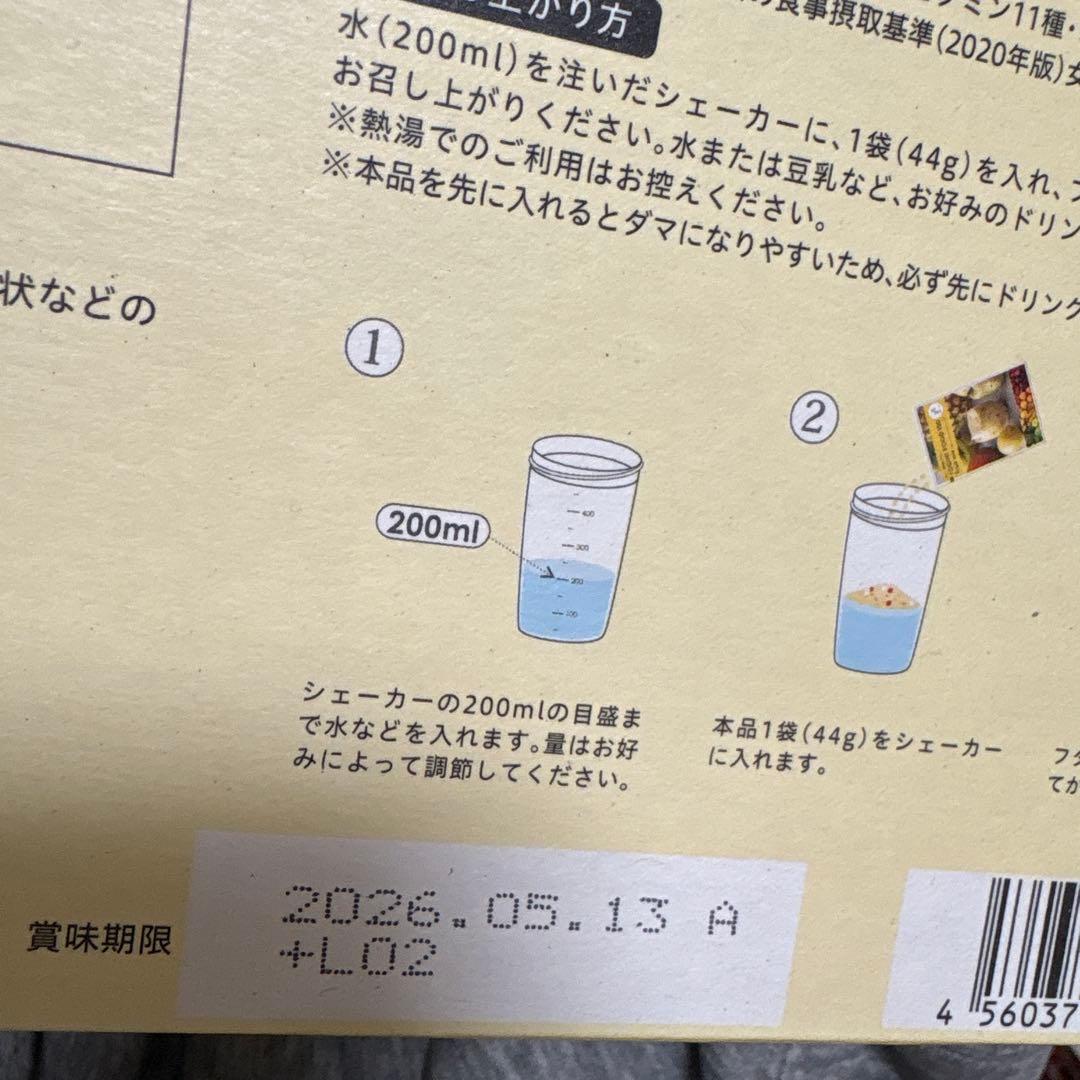 上がり方
ミン11種・
食事摂取基準(2020年版)女
水(200ml)を注いだシェーカーに、1袋(44g)を入れ、フ
お召し上がりください。水または豆乳など、お好みのドリン
※熱湯でのご利用はお控えください。
※本品を先に入れるとダマになりやすいため、必ず先にドリンク
状などの
1
2
400
300
200ml
200
100
シェーカーの200mlの目盛ま
で水などを入れます。量はお好
みによって調節してください。
本品1袋(44g)をシェーカー
に入れます。
フタ
てか
賞味期限
2026.05.13 A
+L02
4 56037